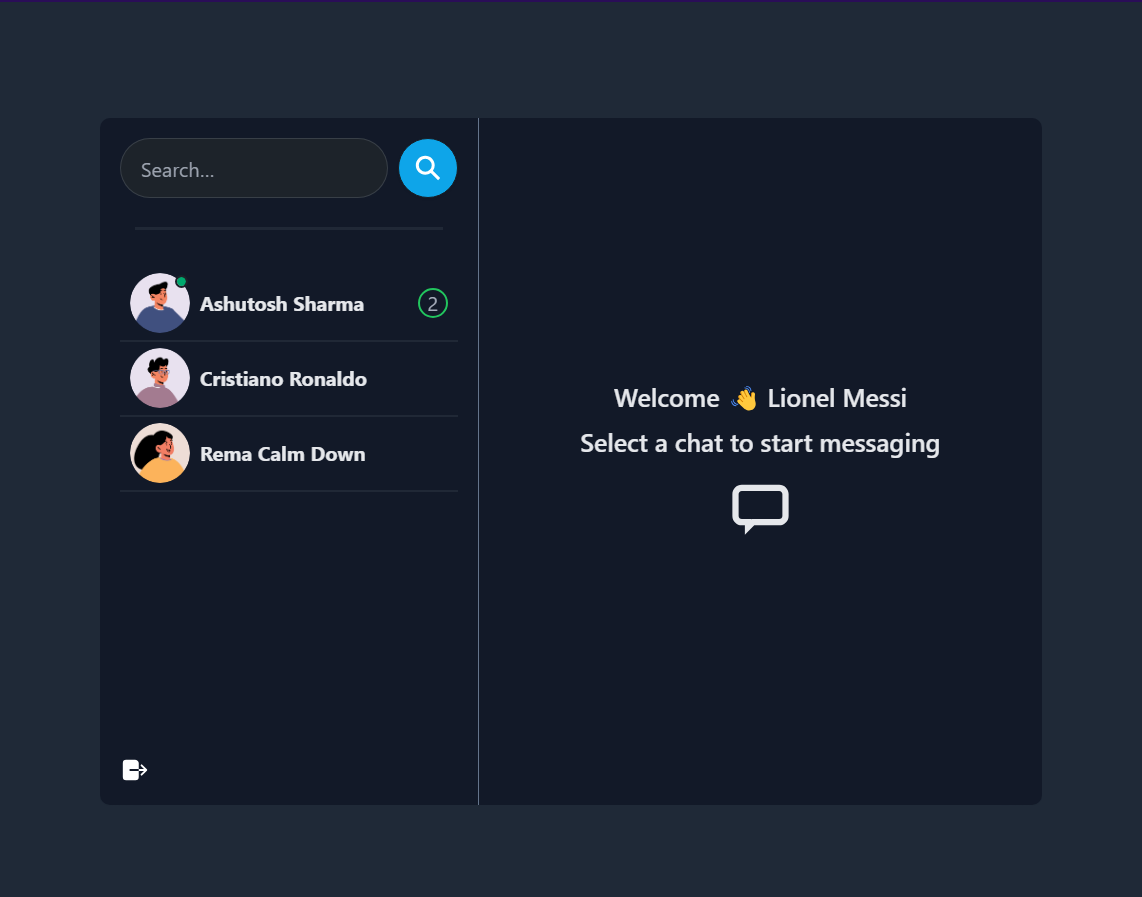 Search...
Ashutosh Sharma 2
Cristiano Ronaldo
Rema Calm Down
Welcome 👋 Lionel Messi
Select a chat to start messaging